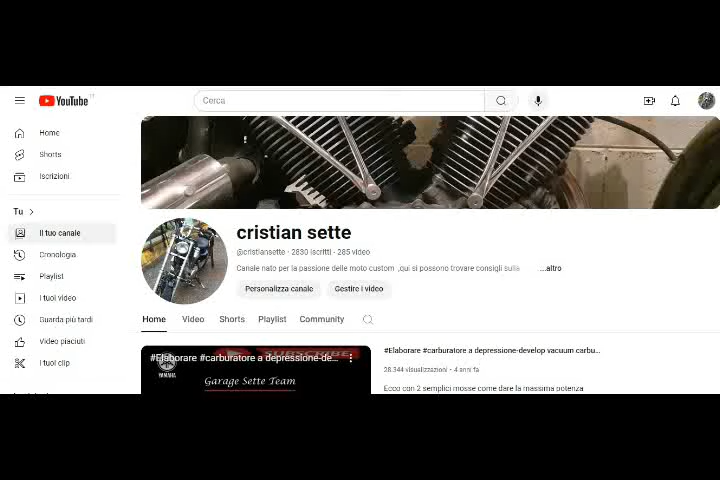 YouTube IT
Cerca
Home
Shorts
Iscrizioni
Tu
Il tuo canale
Cronologia
Playlist
I tuoi video
Guarda più tardi
Video piaciuti
I tuoi clip
cristian sette
@cristiansette · 2830 iscritti · 285 video
Canale nato per la passione delle moto custom ,qui si possono trovare consigli sulla ...altro
Personalizza canale Gestire i video
Home Video Shorts Playlist Community
#Elaborare #carburatore a depressione-de...
SUBSCRIBE
YAMAHA
Garage Sette Team
#Elaborare #carburatore a depressione-develop vacuum carbu...
28.344 visualizzazioni • 4 anni fa
Ecco con 2 semplici mosse come dare la massima potenza